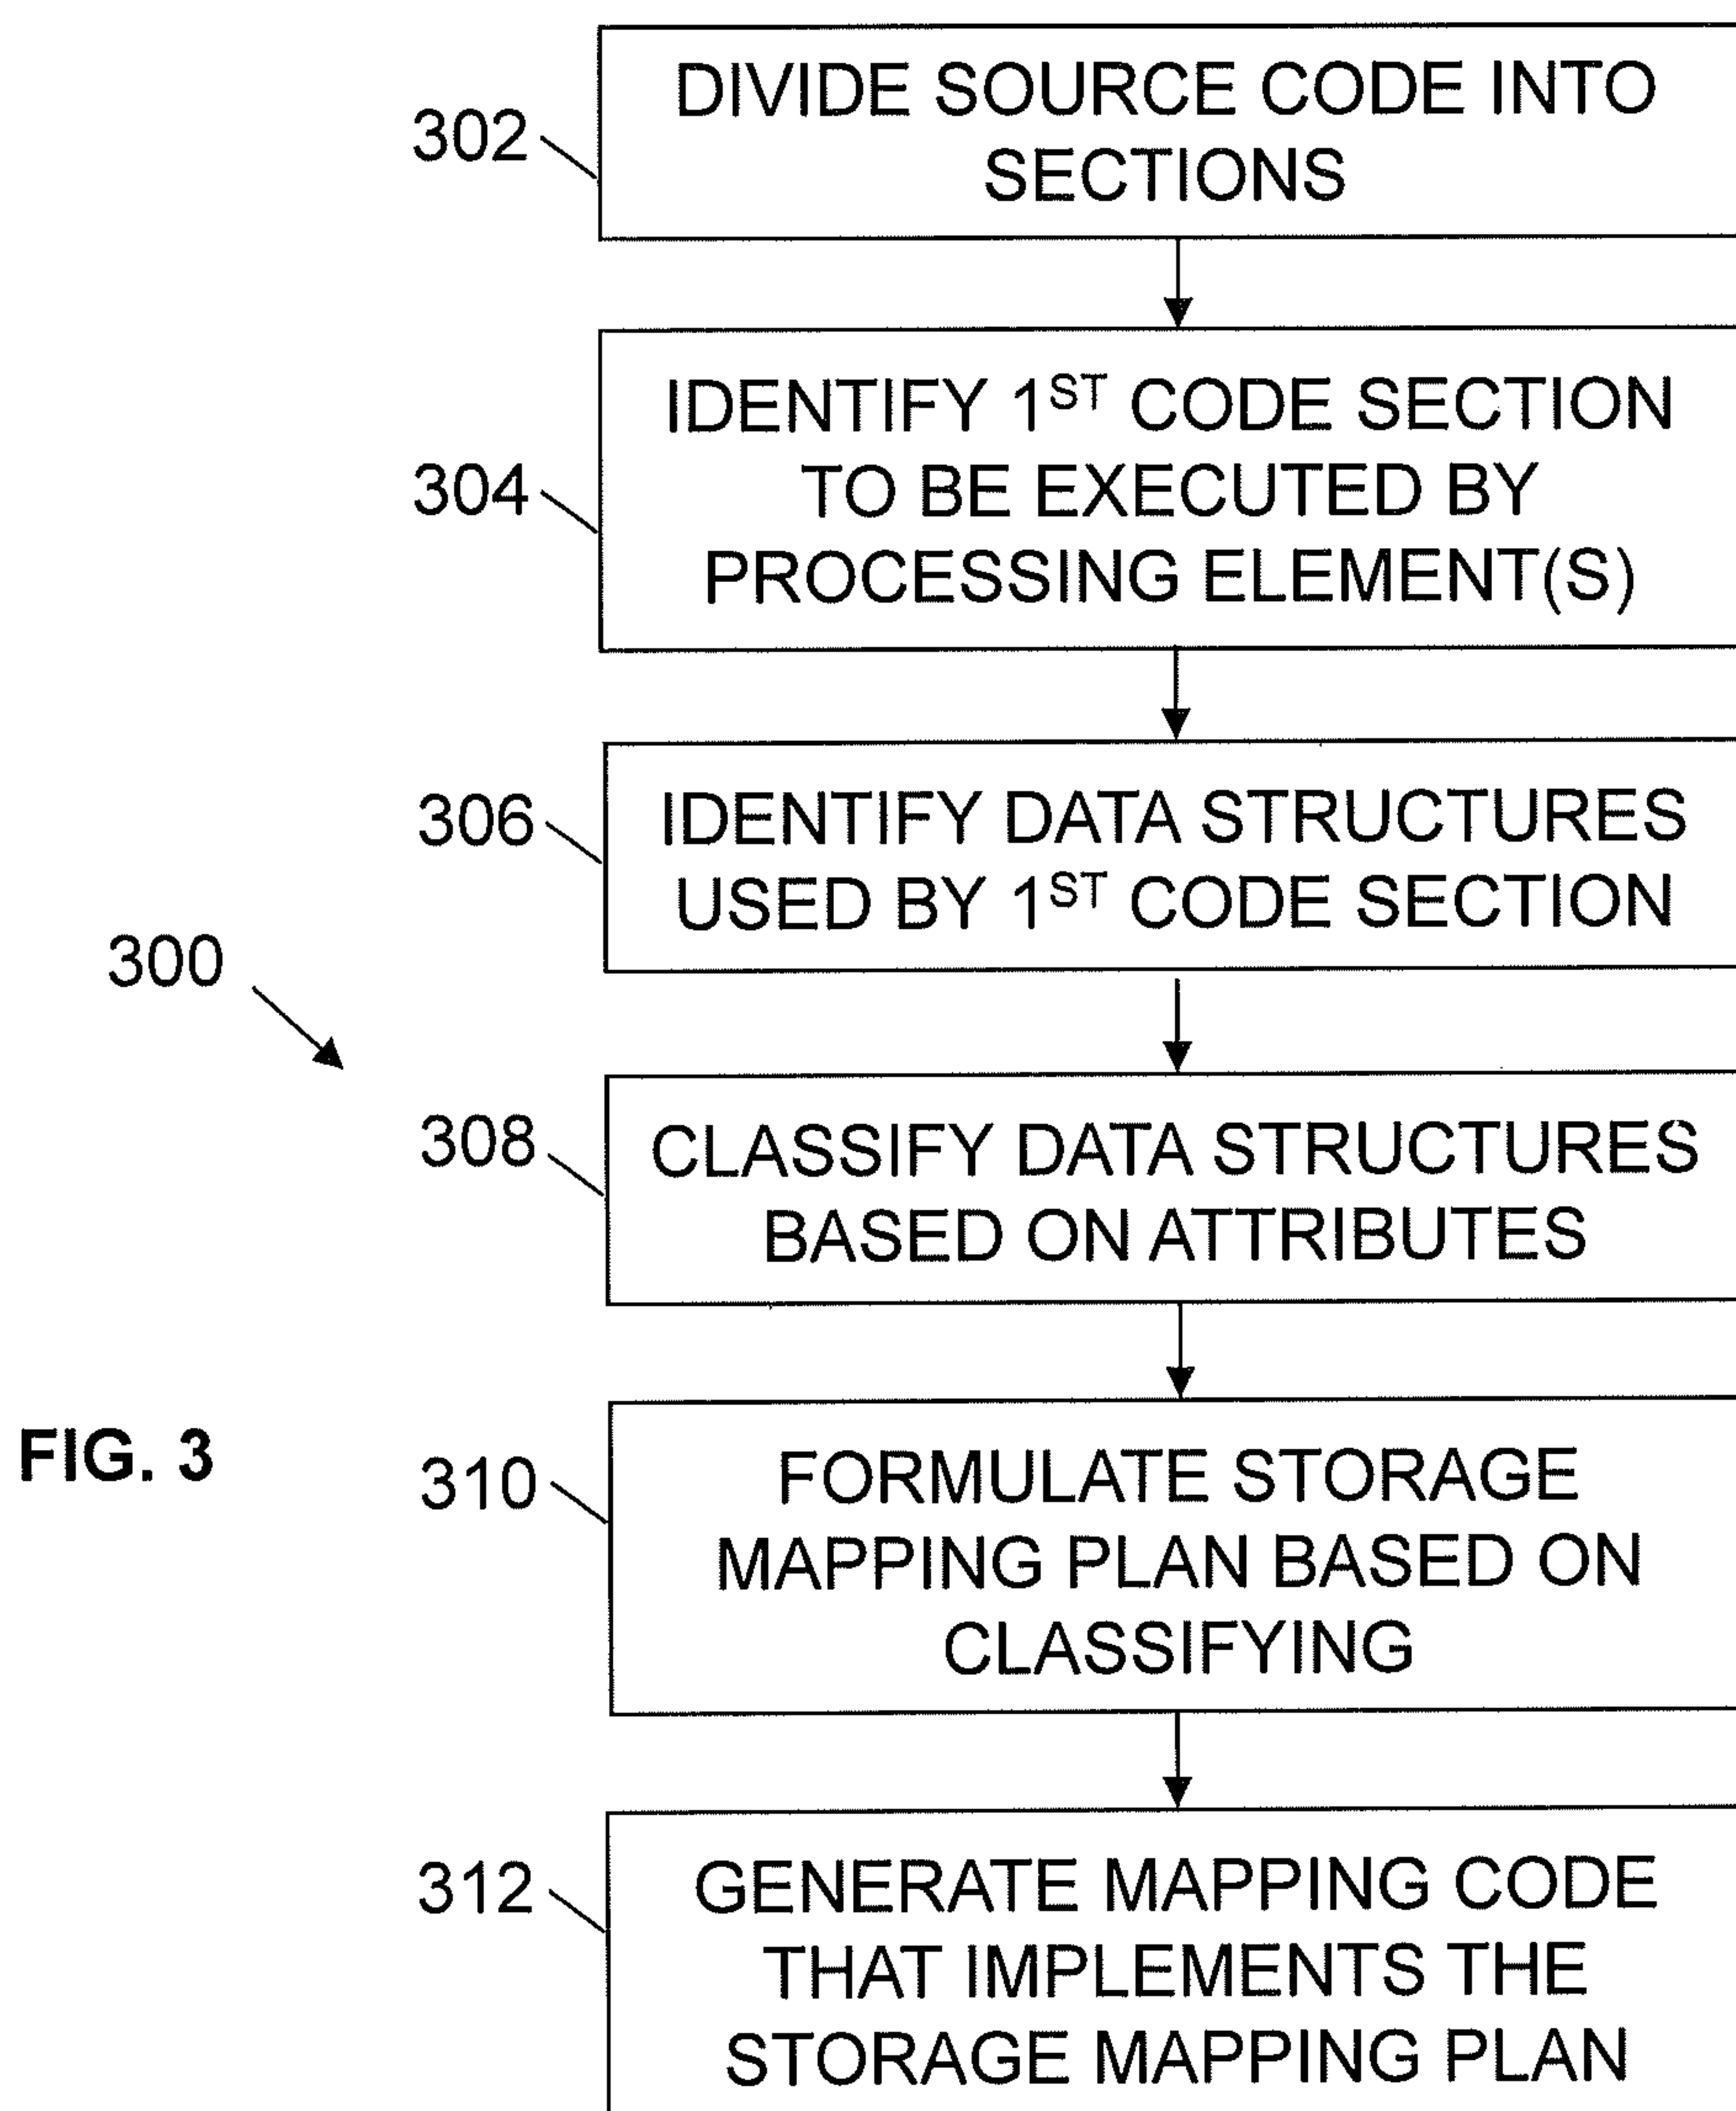 DIVIDE SOURCE CODE INTO
SECTIONS
302
IDENTIFY 1ST CODE SECTION
TO BE EXECUTED BY
PROCESSING ELEMENT(S)
304
IDENTIFY DATA STRUCTURES
USED BY 1ST CODE SECTION
306
300
CLASSIFY DATA STRUCTURES
BASED ON ATTRIBUTES
308
FIG. 3
FORMULATE STORAGE
MAPPING PLAN BASED ON
CLASSIFYING
310
GENERATE MAPPING CODE
THAT IMPLEMENTS THE
STORAGE MAPPING PLAN
312